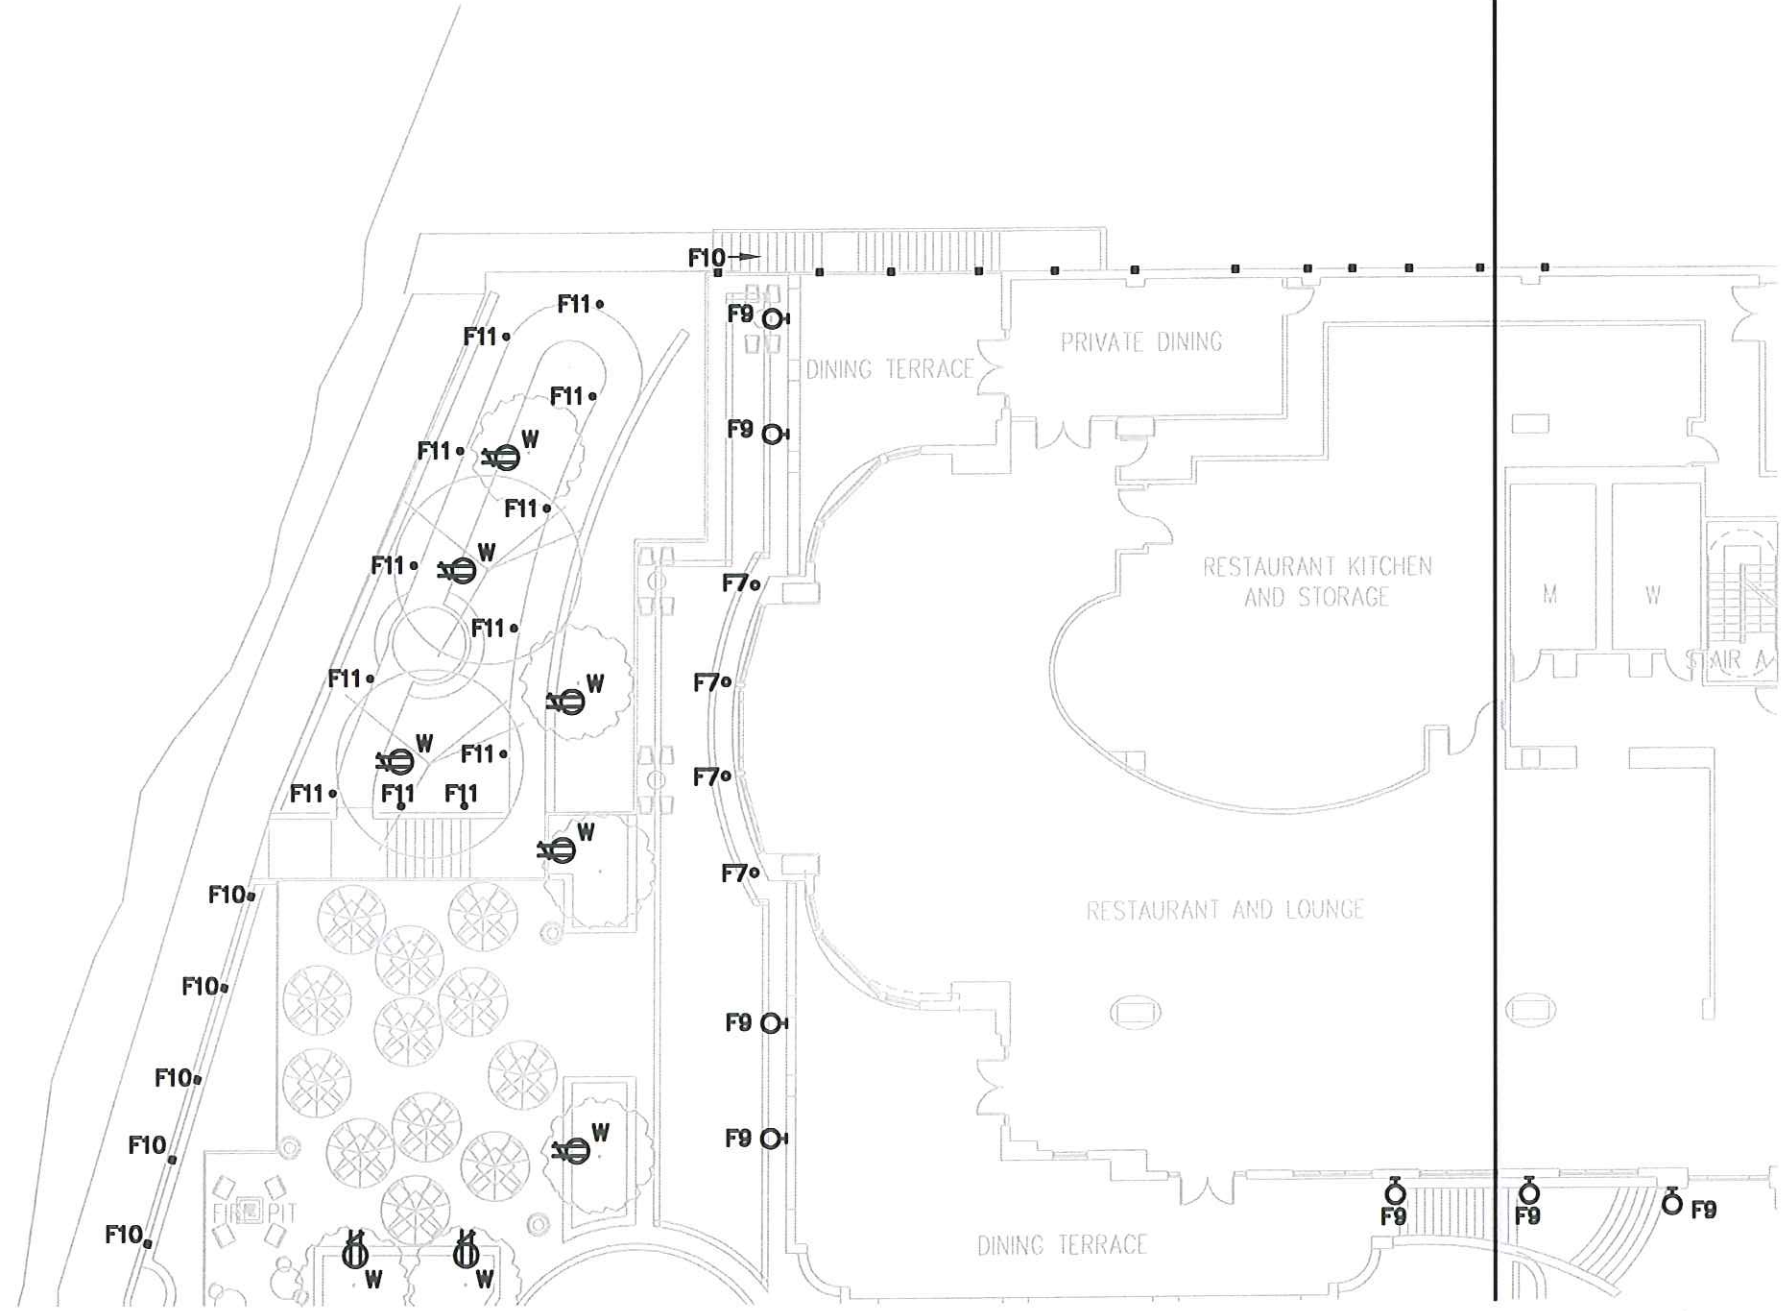 F10
F11
F9
F11
PRIVATE DINING
DINING TERRACE
F11
F9
W
F11
F11
W
F11
RESTAURANT KITCHEN
AND STORAGE
F7
M
W
F11
STAIR A
F11
W
F7
W
F11
F7
F11
F11
F11
W
F7
F10
RESTAURANT AND LOUNGE
F10
F9
F10
W
F9
F10
FIRE PIT
F9
F9
F9
F10
DINING TERRACE
W
W